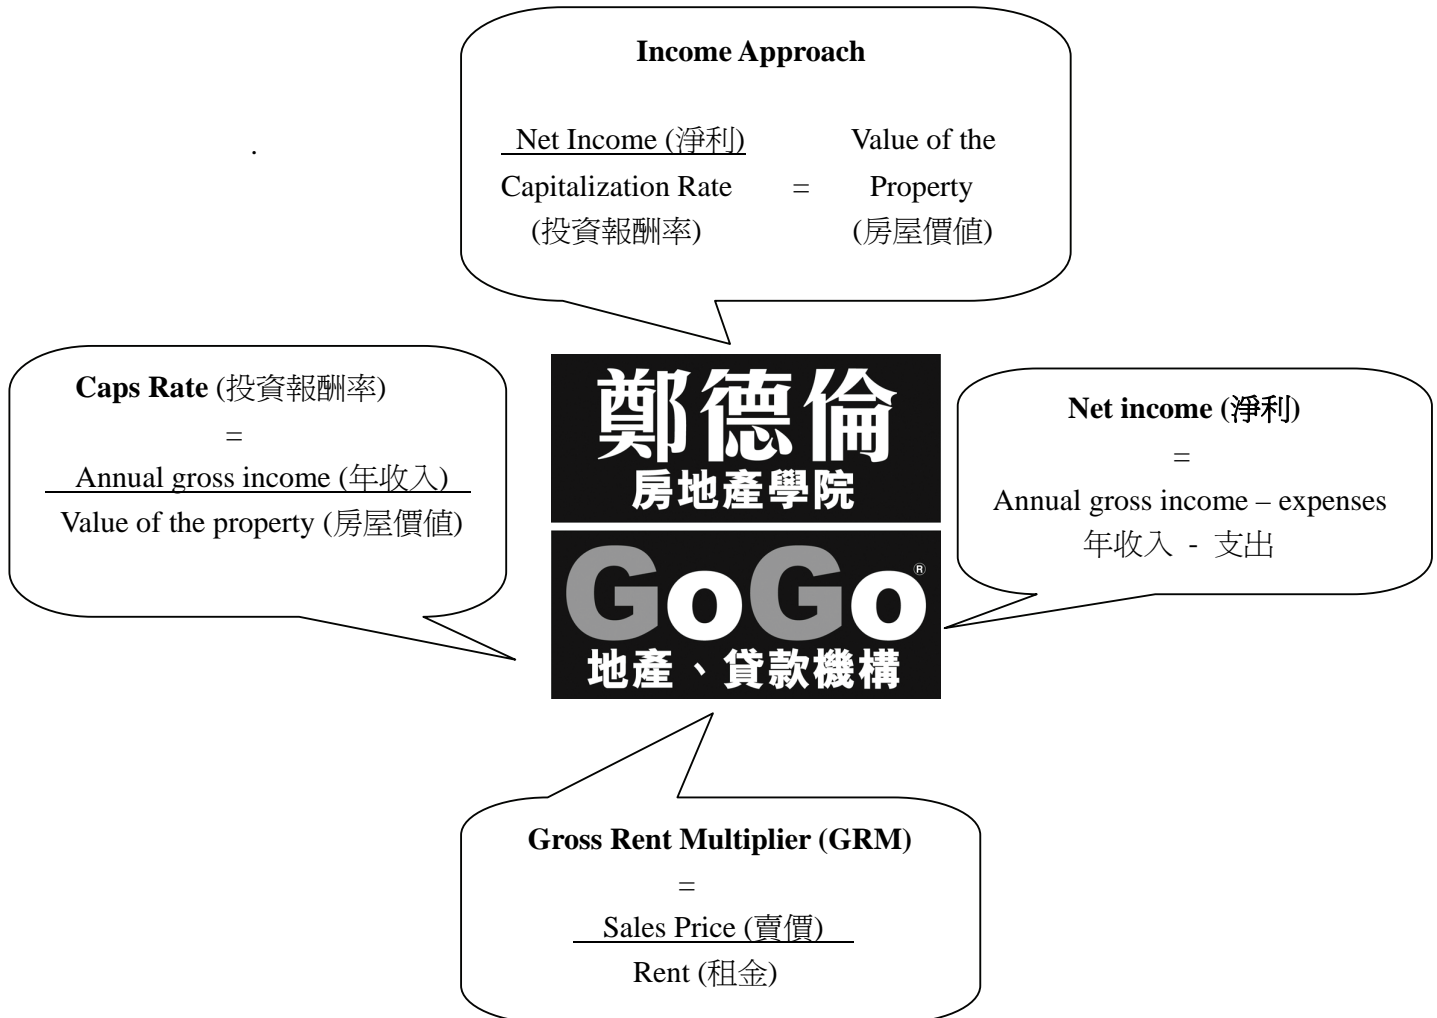 Income Approach
Net Income (淨利)
Capitalization Rate
(投資報酬率)
=
Value of the
Property
(房屋價值)
.
Caps Rate (投資報酬率)
=
Annual gross income (年收入)
Value of the property (房屋價值)
鄭德倫
房地產學院
GoGo®
地產、貸款機構
Net income (淨利)
=
Annual gross income – expenses
年收入 - 支出
Gross Rent Multiplier (GRM)
=
Sales Price (賣價)
Rent (租金)